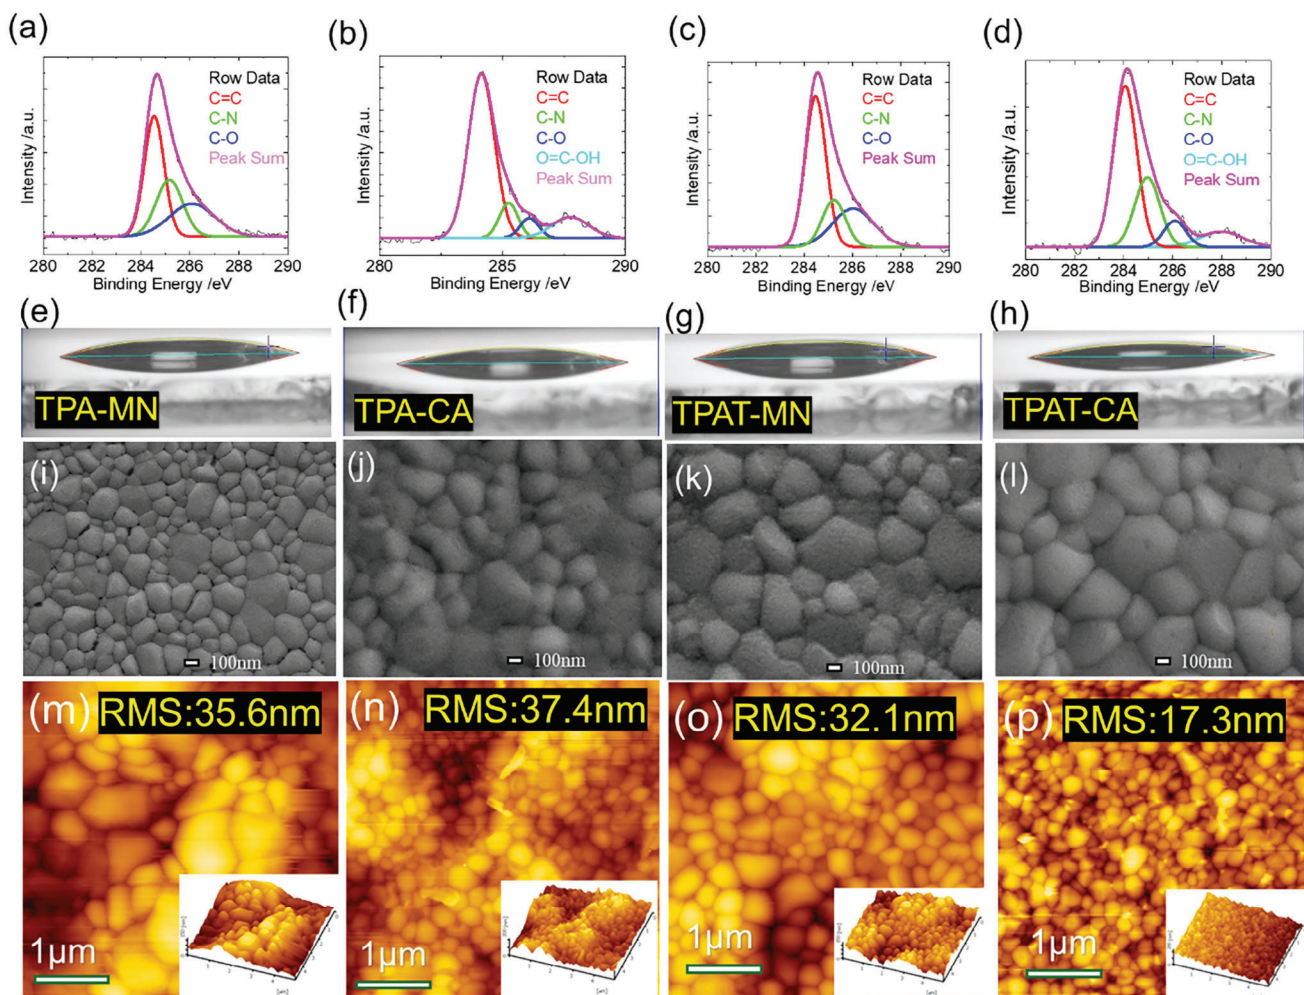 (a)
Intensity /a.u.
Row Data
C=C
C-N
C-O
Peak Sum
280 282 284 286 288 290
Binding Energy /eV
(b)
Intensity /a.u.
Row Data
C=C
C-N
C-O
O=C-OH
Peak Sum
280 285 290
Binding Energy /eV
(c)
Intensity /a.u.
Row Data
C=C
C-N
C-O
Peak Sum
280 282 284 286 288 290
Binding Energy /eV
(d)
Intensity /a.u.
Row Data
C=C
C-N
C-O
O=C-OH
Peak Sum
280 282 284 286 288 290
Binding Energy /eV
(e)
TPA-MN
(f)
TPA-CA
(g)
TPAT-MN
(h)
TPAT-CA
(i)
100nm
(j)
100nm
(k)
100nm
(l)
100nm
(m) RMS:35.6nm
1μm
(n) RMS:37.4nm
1μm
(o) RMS:32.1nm
1μm
(p) RMS:17.3nm
1μm